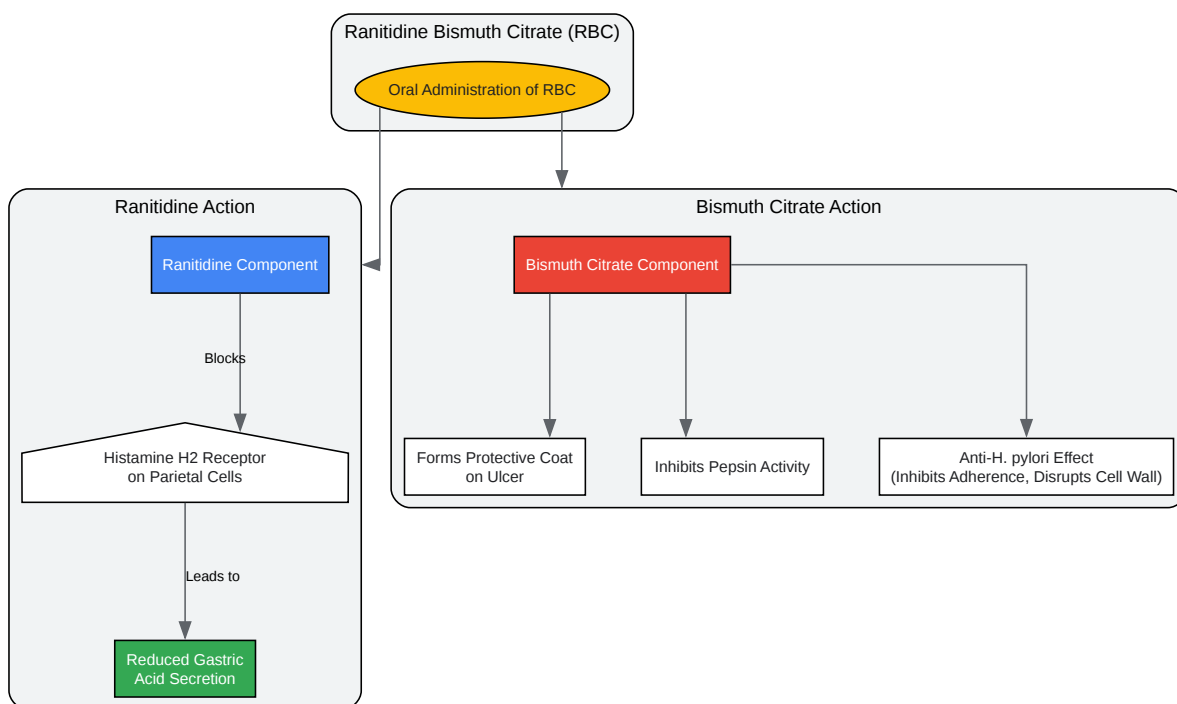 Ranitidine Bismuth Citrate (RBC)
Oral Administration of RBC
Ranitidine Action
Ranitidine Component
Blocks
Histamine H2 Receptor
on Parietal Cells
Leads to
Reduced Gastric
Acid Secretion
Bismuth Citrate Action
Bismuth Citrate Component
Forms Protective Coat
on Ulcer
Inhibits Pepsin Activity
Anti-H. pylori Effect
(Inhibits Adherence, Disrupts Cell Wall)